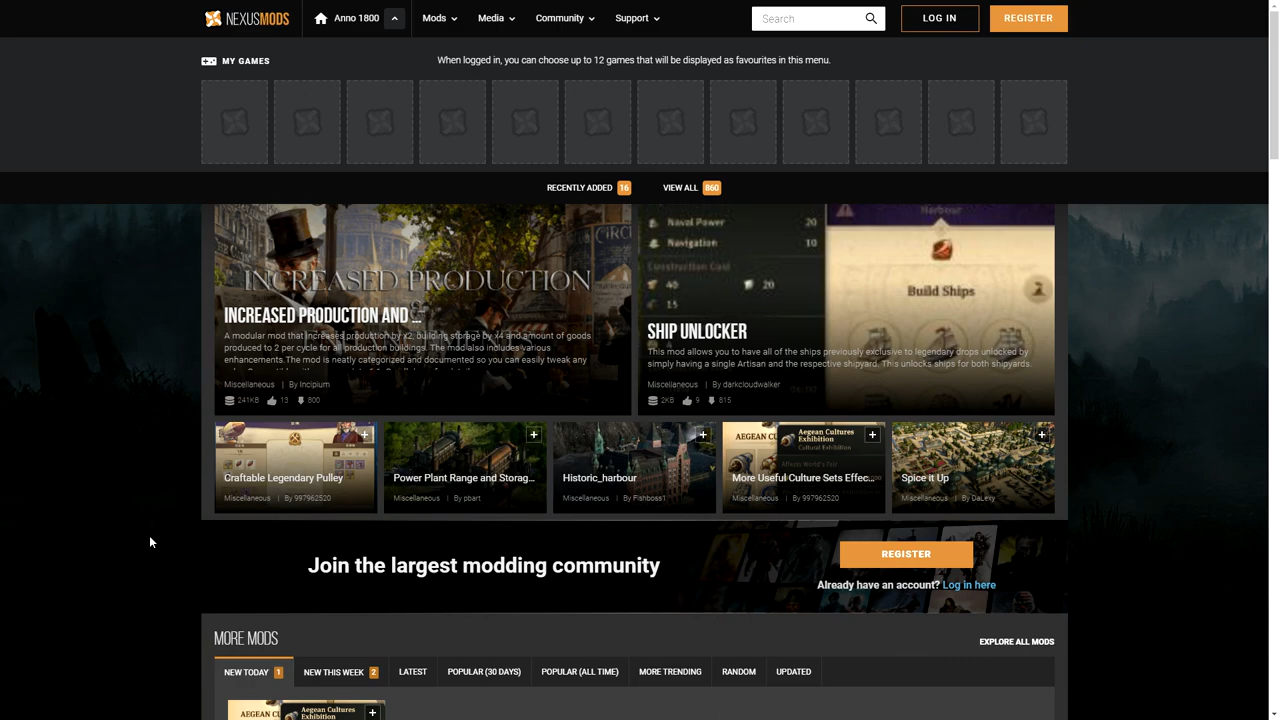 NEXUSMODS
Anno 1800
Mods
Media
Community
Support
Search
LOG IN
REGISTER
MY GAMES
When logged in, you can choose up to 12 games that will be displayed as favourites in this menu.
RECENTLY ADDED 16
VIEW ALL 860
INCREASED PRODUCTION
INCREASED PRODUCTION AND ...
A modular mod that increases production by x2, building storage by x4 and amount of goods
produced to 2 per cycle for all production buildings. The mod also includes various
enhancements.The mod is neatly categorized and documented so you can easily tweak any
Miscellaneous | By Incipium
241KB 13 800
Naval Power 20
Navigation 10
Construction Cost
40 20
15
Harbour
Build Ships
2
SHIP UNLOCKER
This mod allows you to have all of the ships previously exclusive to legendary drops unlocked by
simply having a single Artisan and the respective shipyard. This unlocks ships for both shipyards.
Miscellaneous | By darkcloudwalker
2KB 9 815
Craftable Legendary Pulley
Miscellaneous | By 997962520
Power Plant Range and Storag...
Miscellaneous | By pbart
Historic_harbour
Miscellaneous | By Fishboss1
AEGEAN CU
Aegean Cultures
Exhibition
Cultural Exhibition
More Useful Culture Sets Effec...
Miscellaneous | By 997962520
Spice it Up
Miscellaneous | By DaLexy
Join the largest modding community
REGISTER
Already have an account? Log in here
MORE MODS
EXPLORE ALL MODS
NEW TODAY 1
NEW THIS WEEK 2
LATEST
POPULAR (30 DAYS)
POPULAR (ALL TIME)
MORE TRENDING
RANDOM
UPDATED
AEGEAN CU
Aegean Cultures
Exhibition